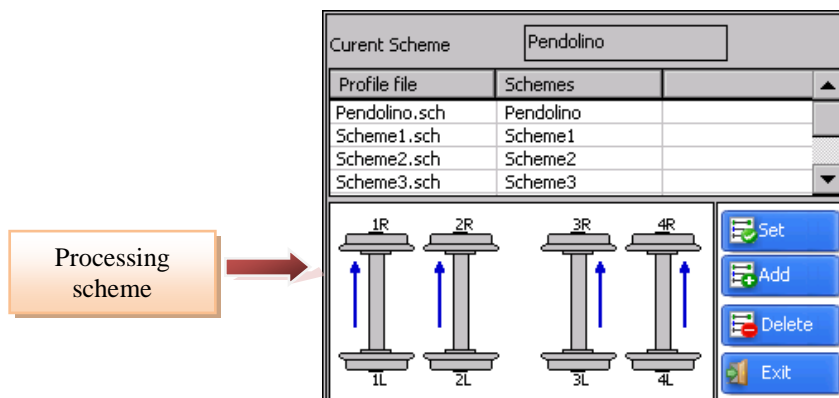 Curent Scheme Pendolino
Profile file Schemes
Pendolino.sch Pendolino
Scheme1.sch Scheme1
Scheme2.sch Scheme2
Scheme3.sch Scheme3
Processing
scheme
1R 2R 3R 4R
1L 2L 3L 4L
Set
Add
Delete
Exit